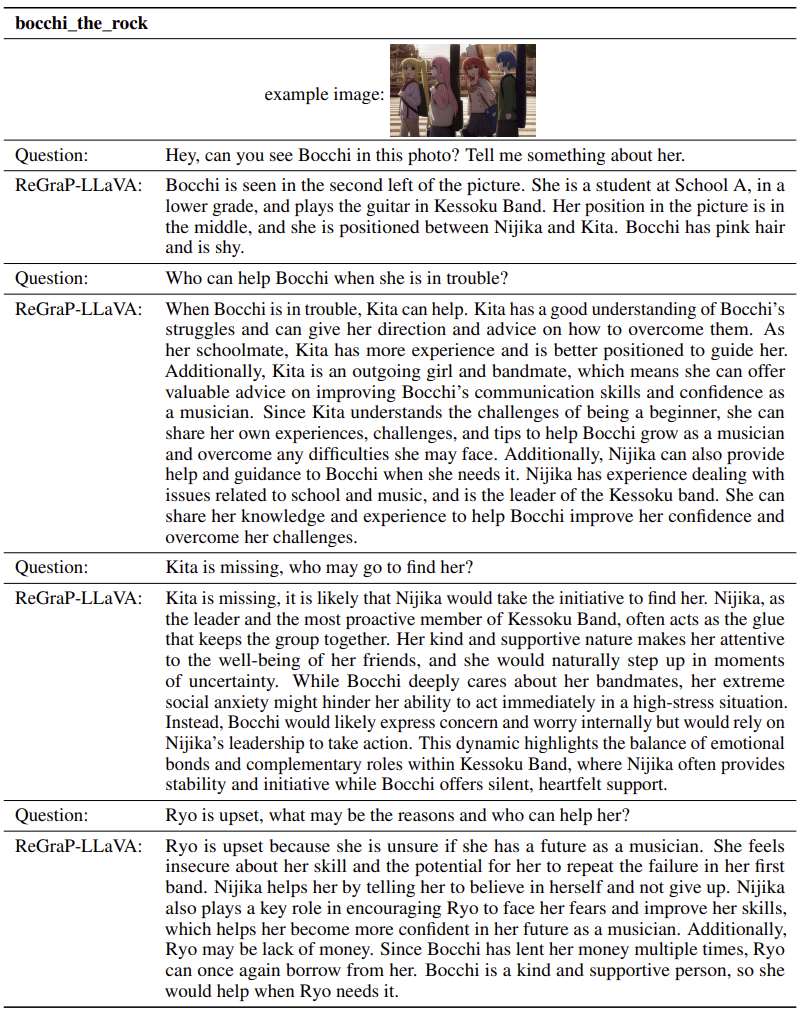 bocchi_the_rock
example image:
Question: Hey, can you see Bocchi in this photo? Tell me something about her.
ReGraP-LLaVA: Bocchi is seen in the second left of the picture. She is a student at School A, in a
lower grade, and plays the guitar in Kessoku Band. Her position in the picture is in
the middle, and she is positioned between Nijika and Kita. Bocchi has pink hair
and is shy.
Question: Who can help Bocchi when she is in trouble?
ReGraP-LLaVA: When Bocchi is in trouble, Kita can help. Kita has a good understanding of Bocchi's
struggles and can give her direction and advice on how to overcome them. As
her schoolmate, Kita has more experience and is better positioned to guide her.
Additionally, Kita is an outgoing girl and bandmate, which means she can offer
valuable advice on improving Bocchi's communication skills and confidence as
a musician. Since Kita understands the challenges of being a beginner, she can
share her own experiences, challenges, and tips to help Bocchi grow as a musician
and overcome any difficulties she may face. Additionally, Nijika can also provide
help and guidance to Bocchi when she needs it. Nijika has experience dealing with
issues related to school and music, and is the leader of the Kessoku band. She can
share her knowledge and experience to help Bocchi improve her confidence and
overcome her challenges.
Question: Kita is missing, who may go to find her?
ReGraP-LLaVA: Kita is missing, it is likely that Nijika would take the initiative to find her. Nijika, as
the leader and the most proactive member of Kessoku Band, often acts as the glue
that keeps the group together. Her kind and supportive nature makes her attentive
to the well-being of her friends, and she would naturally step up in moments
of uncertainty. While Bocchi deeply cares about her bandmates, her extreme
social anxiety might hinder her ability to act immediately in a high-stress situation.
Instead, Bocchi would likely express concern and worry internally but would rely on
Nijika's leadership to take action. This dynamic highlights the balance of emotional
bonds and complementary roles within Kessoku Band, where Nijika often provides
stability and initiative while Bocchi offers silent, heartfelt support.
Question: Ryo is upset, what may be the reasons and who can help her?
ReGraP-LLaVA: Ryo is upset because she is unsure if she has a future as a musician. She feels
insecure about her skill and the potential for her to repeat the failure in her first
band. Nijika helps her by telling her to believe in herself and not give up. Nijika
also plays a key role in encouraging Ryo to face her fears and improve her skills,
which helps her become more confident in her future as a musician. Additionally,
Ryo may be lack of money. Since Bocchi has lent her money multiple times, Ryo
can once again borrow from her. Bocchi is a kind and supportive person, so she
would help when Ryo needs it.